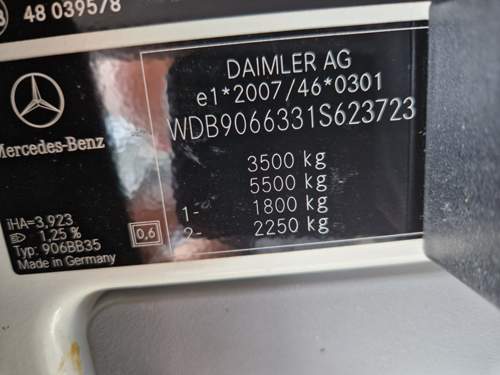 48 039578
DAIMLER AG
e1*2007/46*0301
WDB9066331S623723
Mercedes-Benz
3500 kg
5500 kg
1- 1800 kg
2- 2250 kg
iHA=3,923
1,25 %
0,6
Typ: 906BB35
Made in Germany